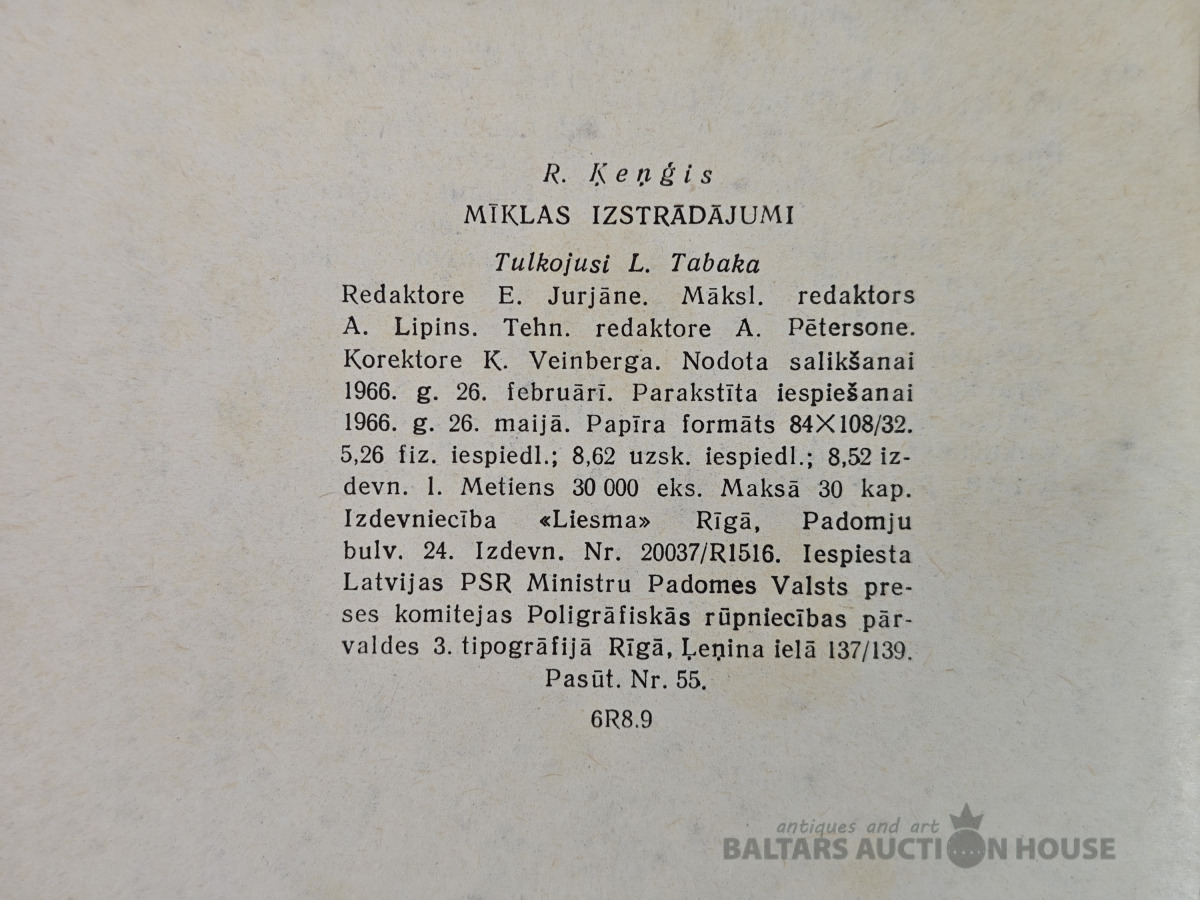 R. Ķeņģis
MĪKLAS IZSTRĀDĀJUMI
Tulkojusi L. Tabaka
Redaktore E. Jurjāne. Māksl. redaktors
A. Lipins. Tehn. redaktore A. Pētersone.
Korektore K. Veinberga. Nodota salikšanai
1966. g. 26. februārī. Parakstīta iespiešanai
1966. g. 26. maijā. Papīra formāts 84×108/32.
5,26 fiz. iespiedl.; 8,62 uzsk. iespiedl.; 8,52 iz-
devn. l. Metiens 30 000 eks. Maksā 30 kap.
Izdevniecība «Liesma» Rīgā, Padomju
bulv. 24. Izdevn. Nr. 20037/R1516. Iespiesta
Latvijas PSR Ministru Padomes Valsts pre-
ses komitejas Poligrāfiskās rūpniecības pār-
valdes 3. tipogrāfijā Rīgā, Ļeņina ielā 137/139.
Pasūt. Nr. 55.
6R8.9
antiques and art
BALTARS AUCTION HOUSE